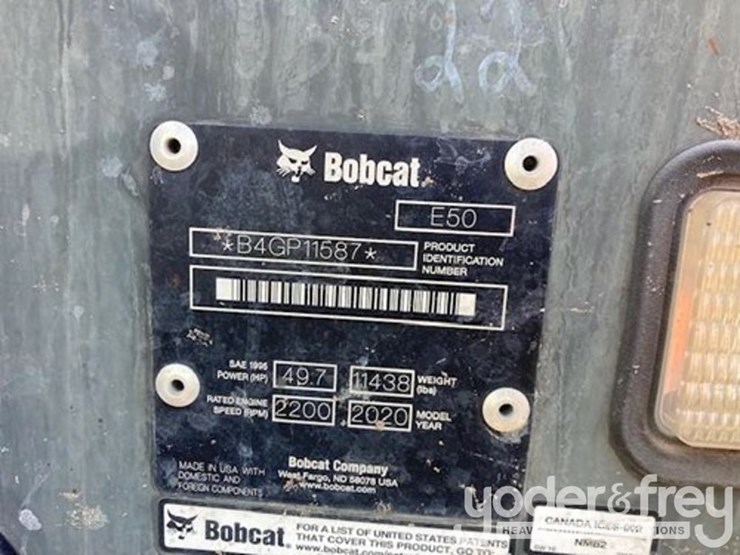 22
Bobcat.
E50
*B4GP11587*
PRODUCT
IDENTIFICATION
NUMBER
SAE 1995
POWER (HP)
49.7
11438
WEIGHT
(lbs)
RATED ENGINE
SPEED (RPM)
2200
2020
MODEL
YEAR
MADE IN USA WITH
DOMESTIC AND
FOREIGN COMPONENTS
Bobcat Company
West Fargo, ND 58078 USA
www.bobcat.com
Bobcat.
FOR A LIST OF UNITED STATES PATENTS
THAT COVER THIS PRODUCT, GO TO
www.bobcat.com
yoder&frey
HEAVY
CANADA
NMB2